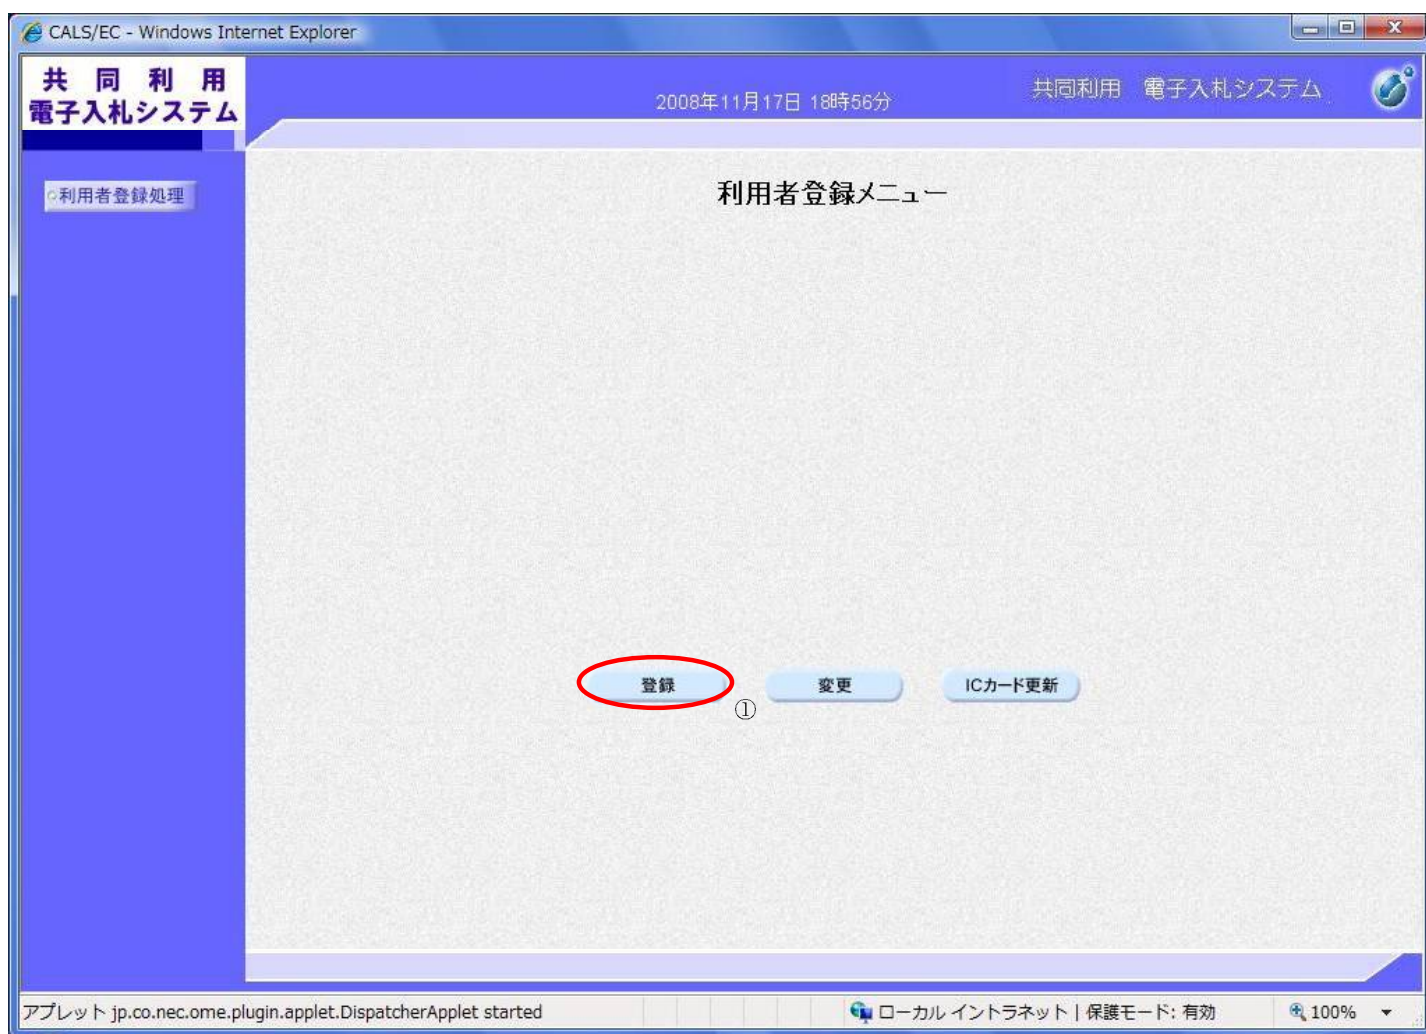 CALS/EC - Windows Internet Explorer
共同利用
電子入札システム
2008年11月17日 18時56分
共同利用 電子入札システム
利用者登録処理
利用者登録メニュー
登録
変更
ICカード更新
①
アプレット jp.co.nec.ome.plugin.applet.DispatcherApplet started
ローカル イントラネット | 保護モード: 有効
100%